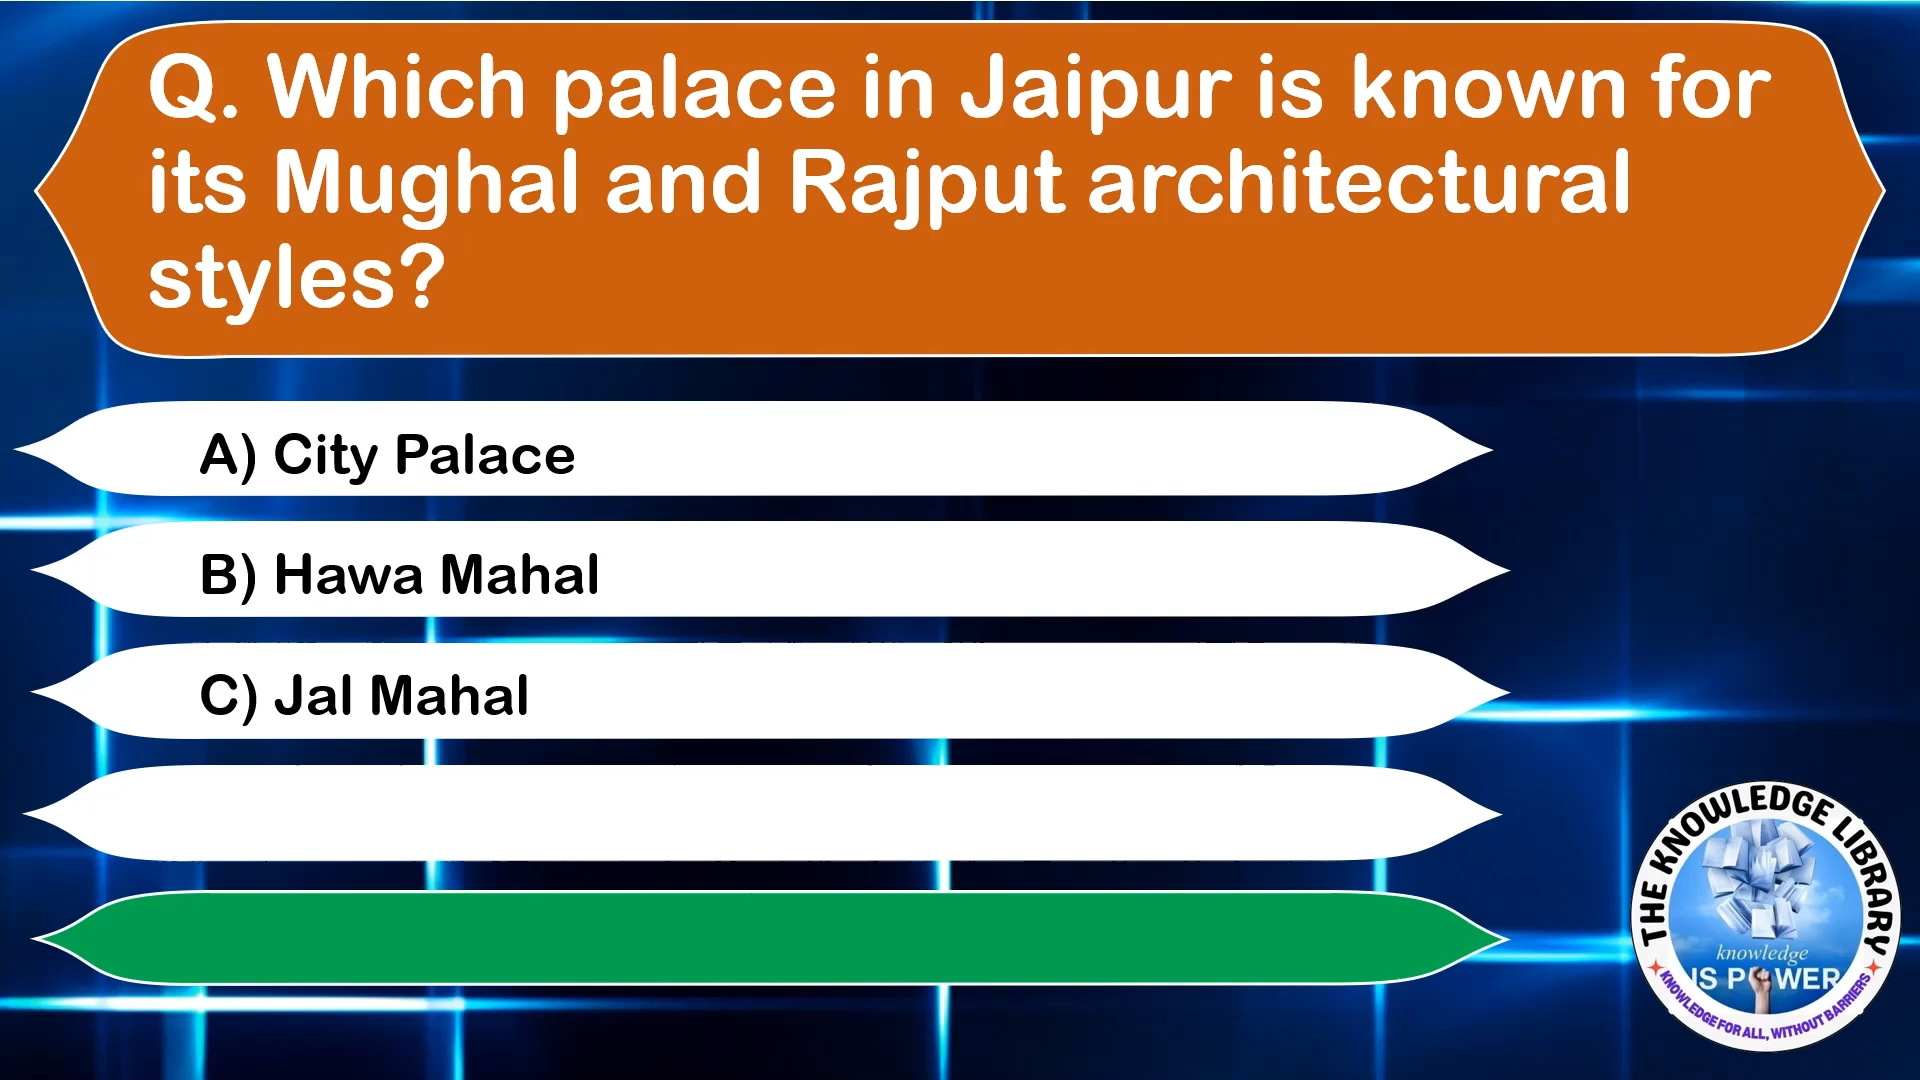 Q. Which palace in Jaipur is known for
its Mughal and Rajput architectural
styles?
A) City Palace
B) Hawa Mahal
C) Jal Mahal
THE KNOWLEDGE LIBRARY
knowledge
IS POWER
KNOWLEDGE FOR ALL, WITHOUT BARRIERS